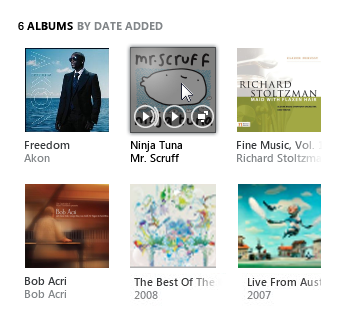 6 ALBUMS BY DATE ADDED
AKON
mr.scruff
RICHARD
STOLTZMAN
MAID WITH FLAXEN HAIR
Freedom
Akon
Ninja Tuna
Mr. Scruff
Fine Music, Vol.
Richard Stoltzma
Bob Acri
Bob Acri
Bob Acri
The Best Of The
2008
Live From Aust
2007